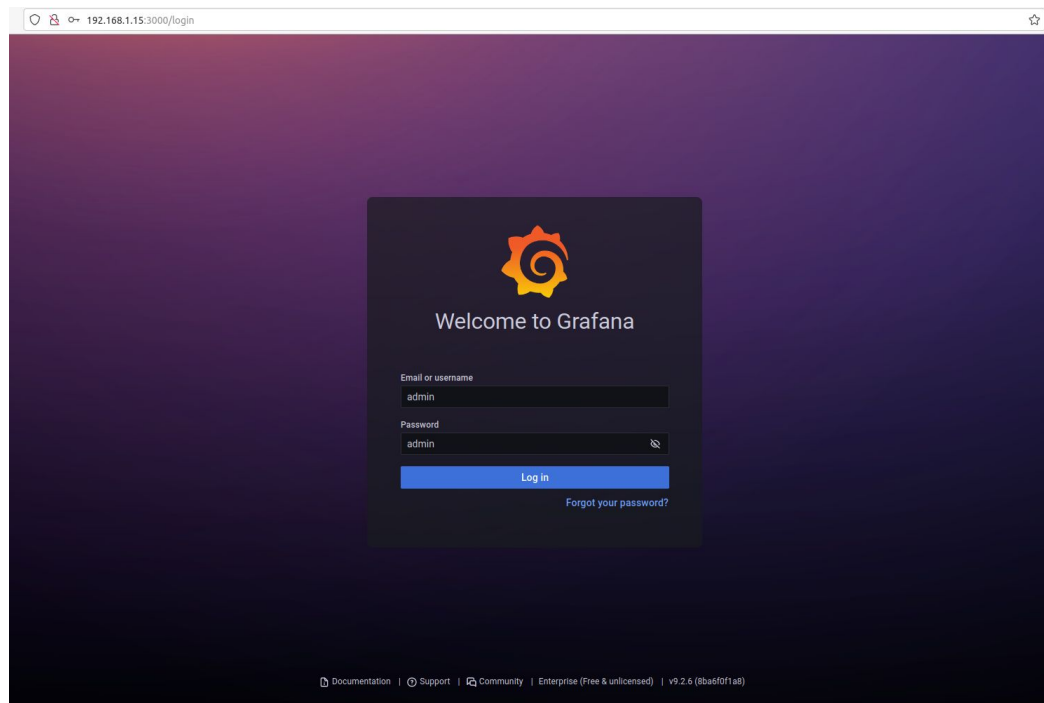 192.168.1.15:3000/login
Welcome to Grafana
Email or username
admin
Password
admin
Log in
Forgot your password?
Documentation | Support | Community | Enterprise (Free & unlicensed) | v9.2.6 (8ba6f0f1a8)